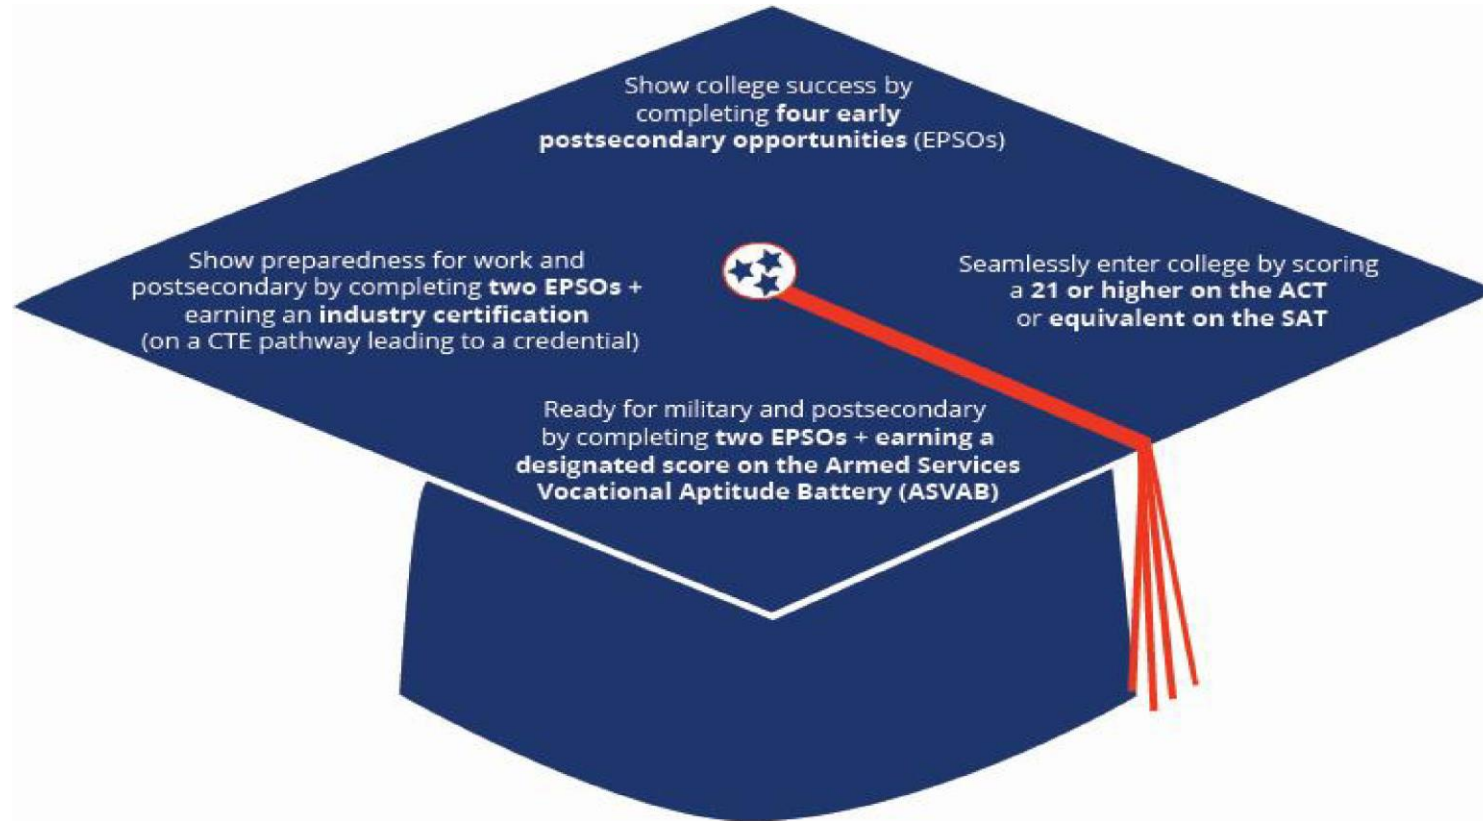 Show college success by
completing four early
postsecondary opportunities (EPSOs)
Show preparedness for work and
postsecondary by completing two EPSOs +
earning an industry certification
(on a CTE pathway leading to a credential)
Seamlessly enter college by scoring
a 21 or higher on the ACT
or equivalent on the SAT
Ready for military and postsecondary
by completing two EPSOs + earning a
designated score on the Armed Services
Vocational Aptitude Battery (ASVAB)